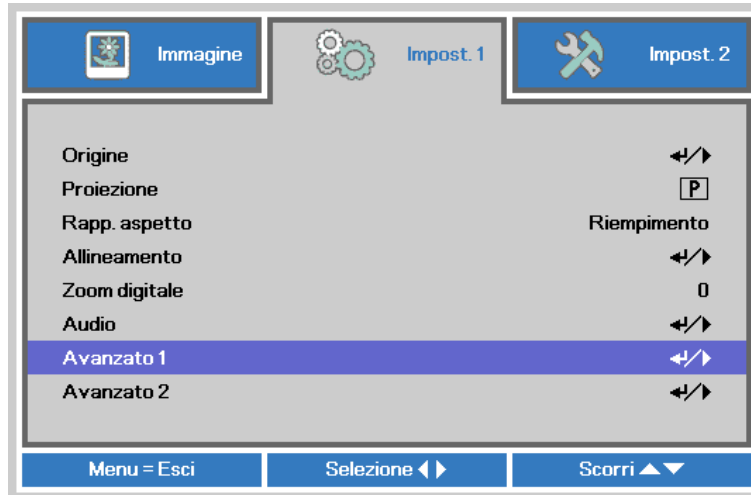 Immagine
Impost. 1
Impost. 2
Origine ↵/▶
Proiezione P
Rapp. aspetto Riempimento
Allineamento ↵/▶
Zoom digitale 0
Audio ↵/▶
Avanzato 1 ↵/▶
Avanzato 2 ↵/▶
Menu = Esci
Selezione ◀ ▶
Scorri ▲▼